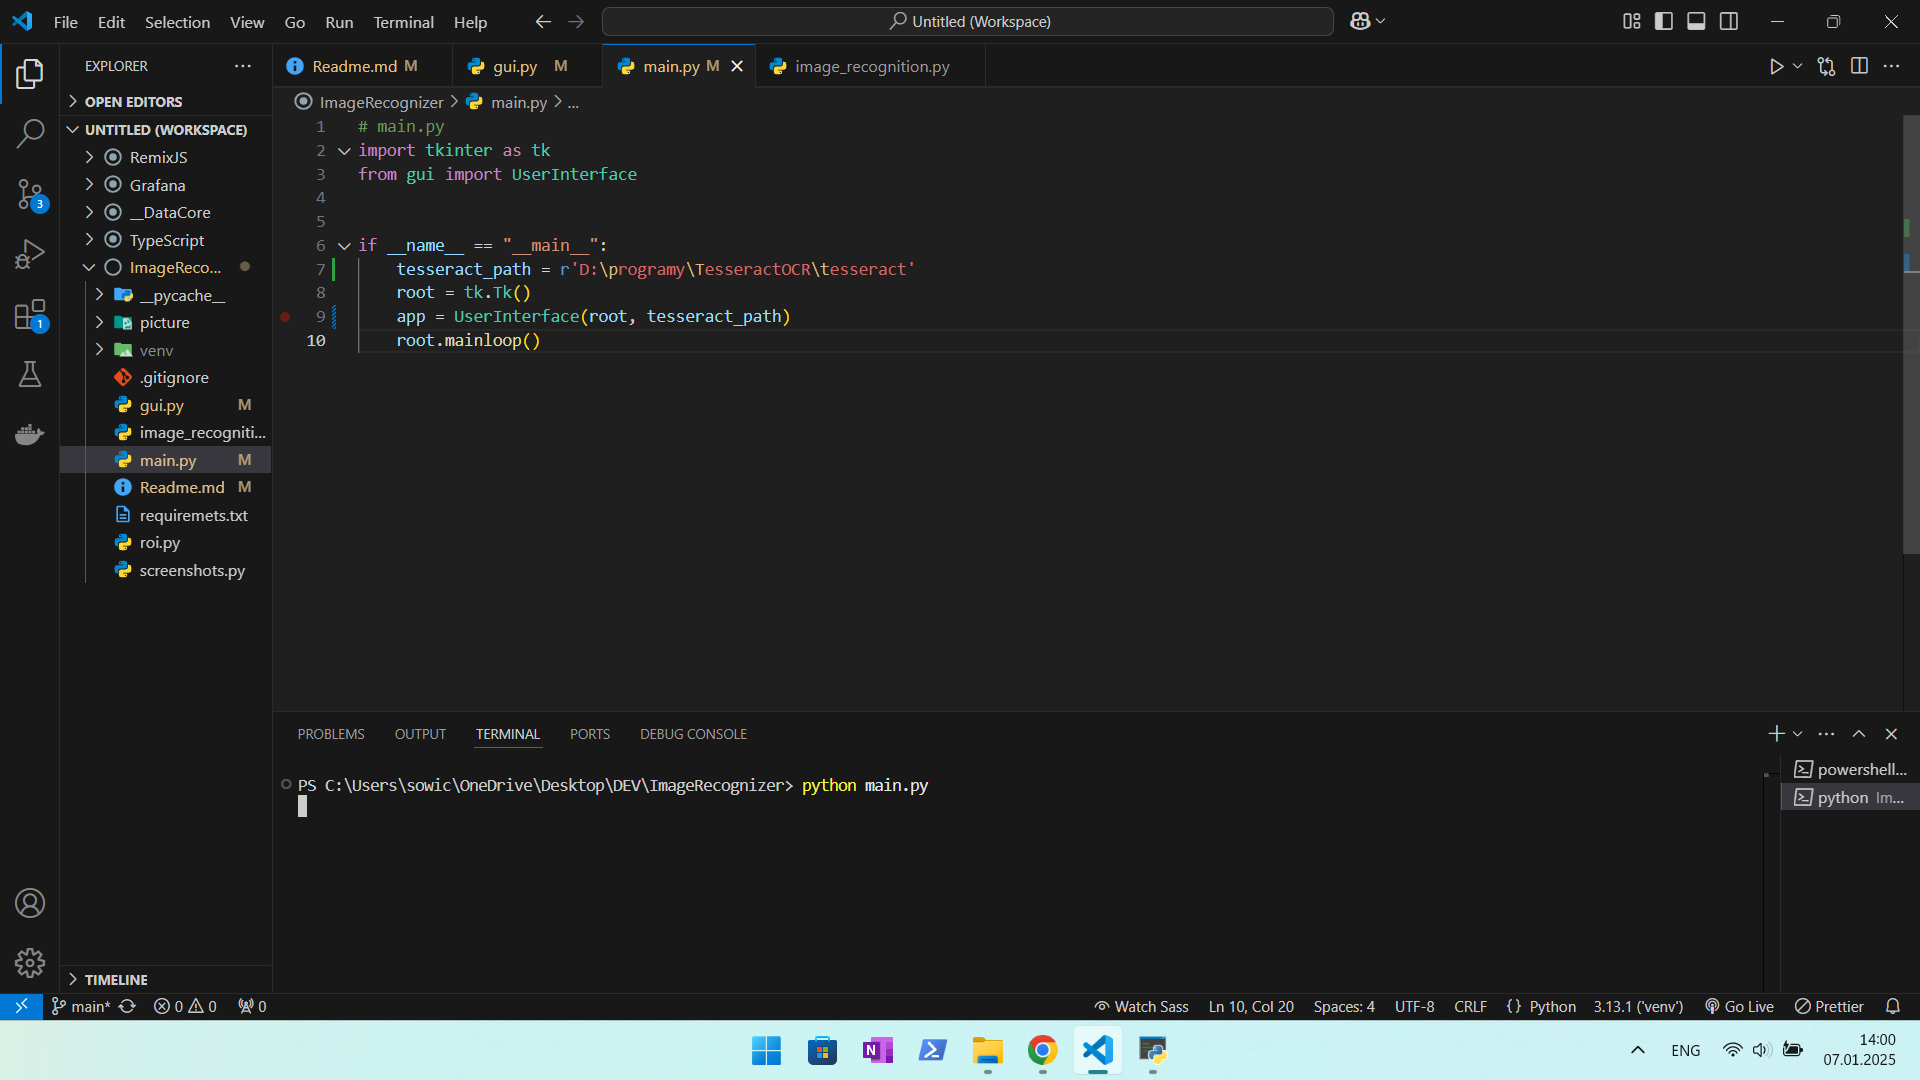 File Edit Selection View Go Run Terminal Help
Untitled (Workspace)
EXPLORER
OPEN EDITORS
UNTITLED (WORKSPACE)
RemixJS
Grafana
__DataCore
TypeScript
ImageReco...
__pycache__
picture
venv
.gitignore
gui.py M
image_recogniti...
main.py M
Readme.md M
requiremets.txt
roi.py
screenshots.py
TIMELINE
3
1
Readme.md M
gui.py M
main.py M
image_recognition.py
ImageRecognizer > main.py > ...
1 # main.py
2 import tkinter as tk
3 from gui import UserInterface
4
5
6 if __name__ == "__main__":
7 tesseract_path = r'D:\programy\TesseractOCR\tesseract'
8 root = tk.Tk()
9 app = UserInterface(root, tesseract_path)
10 root.mainloop()
PROBLEMS OUTPUT TERMINAL PORTS DEBUG CONSOLE
PS C:\Users\sowic\OneDrive\Desktop\DEV\ImageRecognizer> python main.py
powershell...
python Im...
main* 0 0 0
Watch Sass Ln 10, Col 20 Spaces: 4 UTF-8 CRLF {} Python 3.13.1 ('venv') Go Live Prettier
N
ENG
14:00
07.01.2025